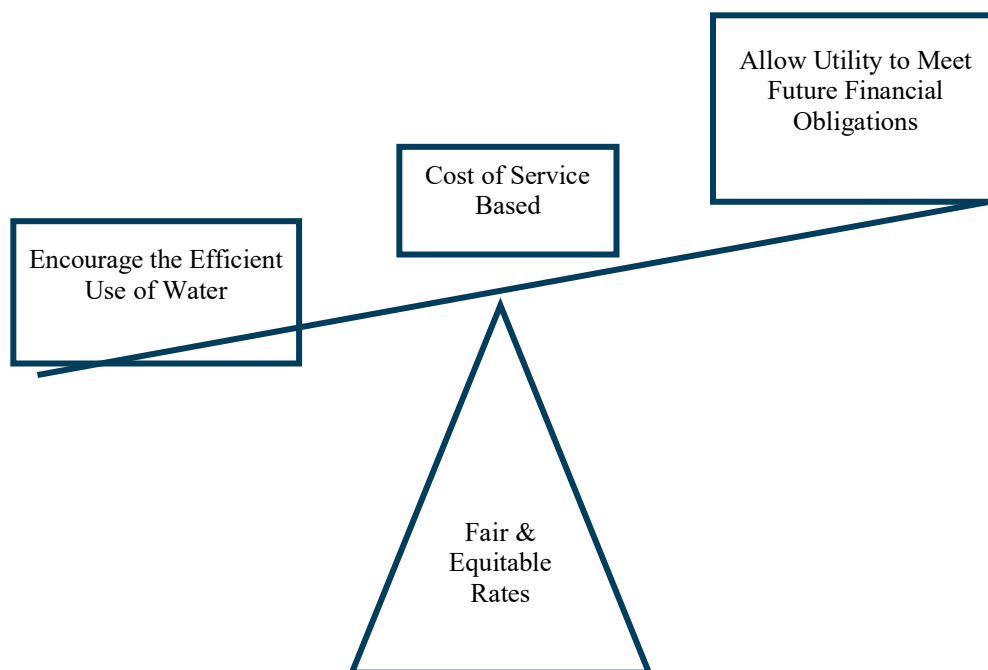 Allow Utility to Meet
Future Financial
Obligations
Cost of Service
Based
Encourage the Efficient
Use of Water
Fair &
Equitable
Rates